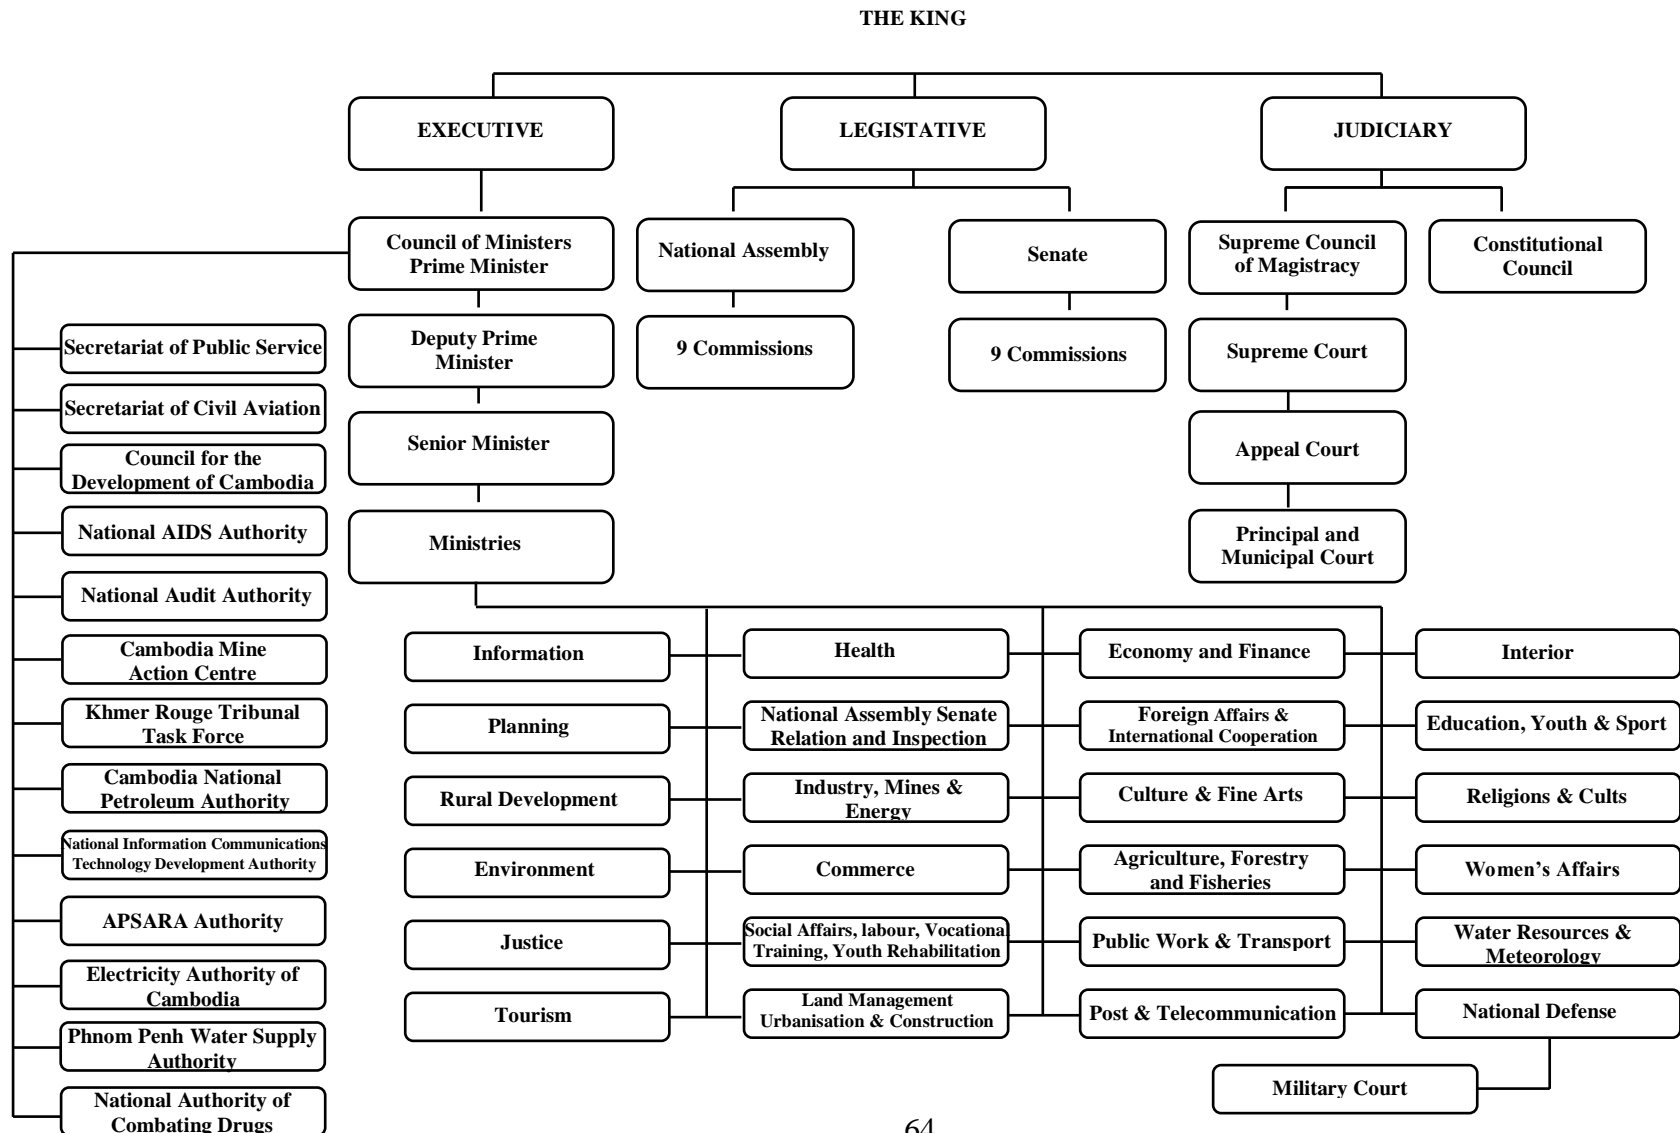 THE KING
EXECUTIVE
LEGISTATIVE
JUDICIARY
Council of Ministers
Prime Minister
National Assembly
Senate
Supreme Council
of Magistracy
Constitutional
Council
Deputy Prime
Minister
9 Commissions
9 Commissions
Supreme Court
Senior Minister
Appeal Court
Ministries
Principal and
Municipal Court
Secretariat of Public Service
Secretariat of Civil Aviation
Council for the
Development of Cambodia
National AIDS Authority
National Audit Authority
Cambodia Mine
Action Centre
Khmer Rouge Tribunal
Task Force
Cambodia National
Petroleum Authority
National Information Communications
Technology Development Authority
APSARA Authority
Electricity Authority of
Cambodia
Phnom Penh Water Supply
Authority
National Authority of
Combating Drugs
Information
Health
Economy and Finance
Interior
Planning
National Assembly Senate
Relation and Inspection
Foreign Affairs &
International Cooperation
Education, Youth & Sport
Rural Development
Industry, Mines &
Energy
Culture & Fine Arts
Religions & Cults
Environment
Commerce
Agriculture, Forestry
and Fisheries
Women's Affairs
Justice
Social Affairs, labour, Vocational
Training, Youth Rehabilitation
Public Work & Transport
Water Resources &
Meteorology
Tourism
Land Management
Urbanisation & Construction
Post & Telecommunication
National Defense
Military Court
64